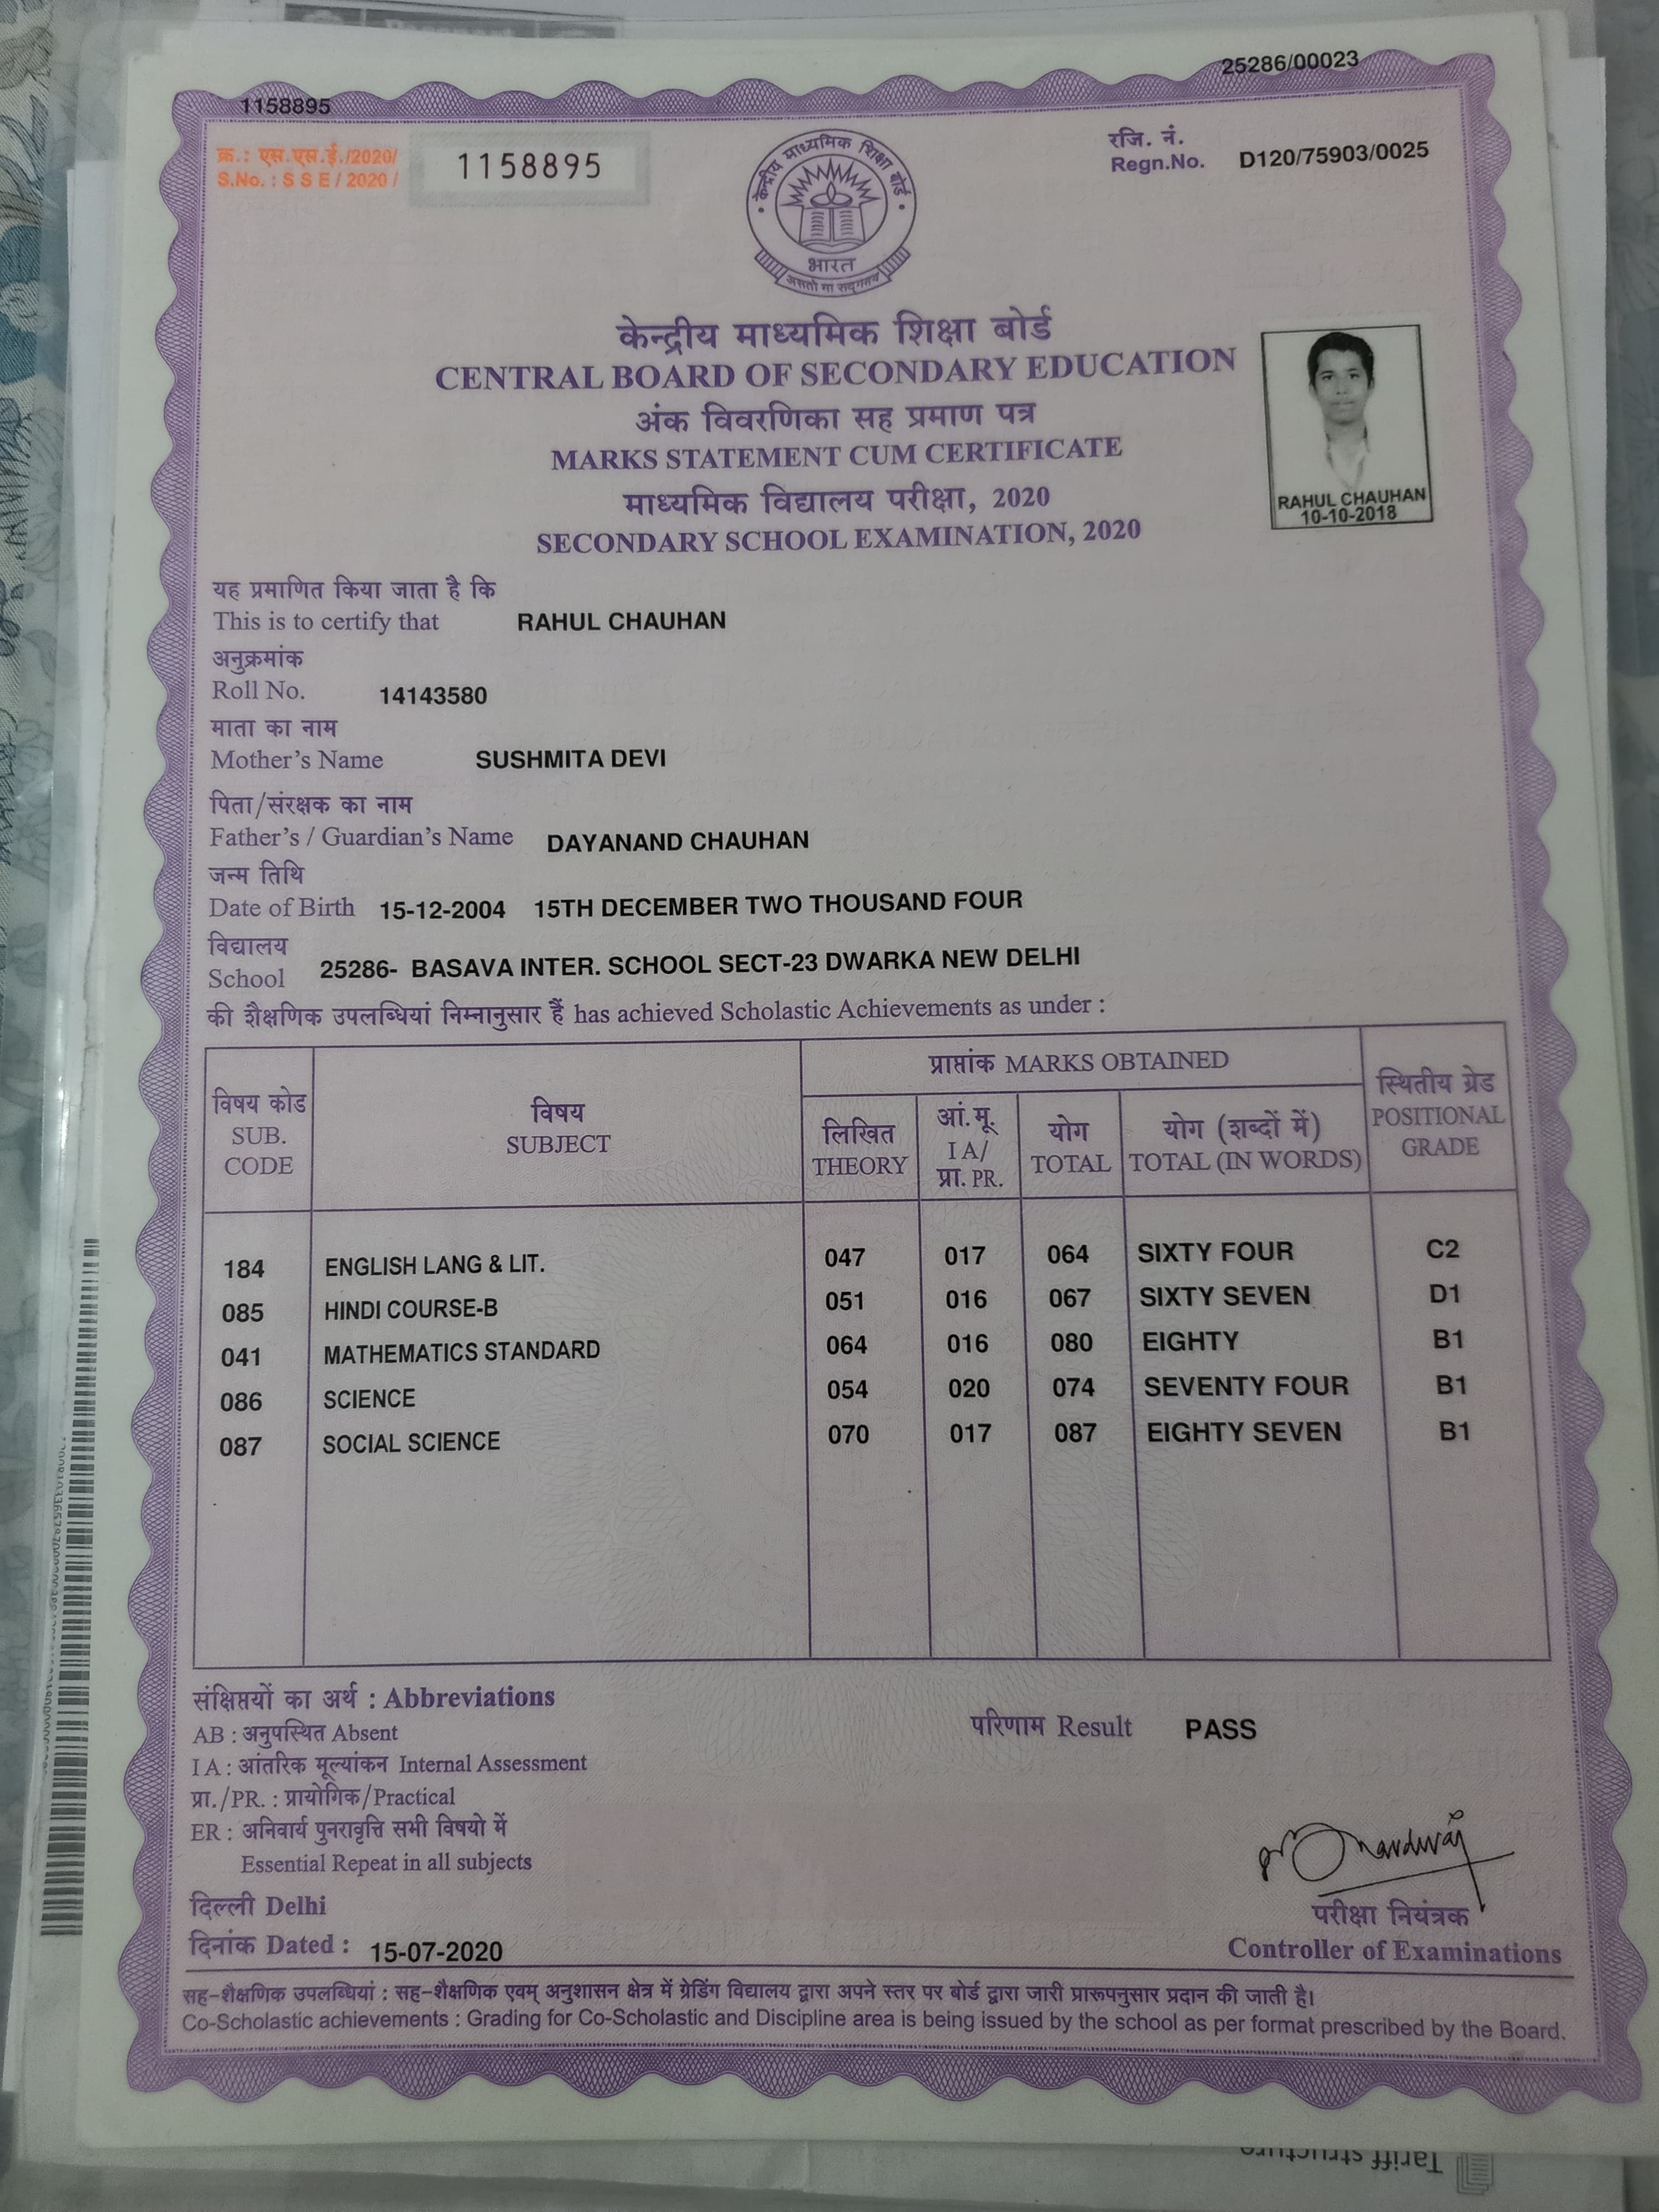 25286/00023
1158895
क्र.: एस.एस.ई./2020/
S.No. : S S E / 2020 /
1158895
रजि. नं.
Regn.No. D120/75903/0025
केन्द्रीय माध्यमिक शिक्षा बोर्ड
भारत
असतो मा सद्गमय
केन्द्रीय माध्यमिक शिक्षा बोर्ड
CENTRAL BOARD OF SECONDARY EDUCATION
अंक विवरणिका सह प्रमाण पत्र
MARKS STATEMENT CUM CERTIFICATE
माध्यमिक विद्यालय परीक्षा, 2020
SECONDARY SCHOOL EXAMINATION, 2020
RAHUL CHAUHAN
10-10-2018
यह प्रमाणित किया जाता है कि
This is to certify that RAHUL CHAUHAN
अनुक्रमांक
Roll No. 14143580
माता का नाम
Mother's Name SUSHMITA DEVI
पिता/संरक्षक का नाम
Father's / Guardian's Name DAYANAND CHAUHAN
जन्म तिथि
Date of Birth 15-12-2004 15TH DECEMBER TWO THOUSAND FOUR
विद्यालय
School 25286- BASAVA INTER. SCHOOL SECT-23 DWARKA NEW DELHI
की शैक्षणिक उपलब्धियां निम्नानुसार हैं has achieved Scholastic Achievements as under :
विषय कोड
SUB.
CODE
विषय
SUBJECT
प्राप्तांक MARKS OBTAINED
लिखित
THEORY
आं.मू.
I A/
प्रा. PR.
योग
TOTAL
योग (शब्दों में)
TOTAL (IN WORDS)
स्थितीय ग्रेड
POSITIONAL
GRADE
184 ENGLISH LANG & LIT. 047 017 064 SIXTY FOUR C2
085 HINDI COURSE-B 051 016 067 SIXTY SEVEN D1
041 MATHEMATICS STANDARD 064 016 080 EIGHTY B1
086 SCIENCE 054 020 074 SEVENTY FOUR B1
087 SOCIAL SCIENCE 070 017 087 EIGHTY SEVEN B1
संक्षिप्तयों का अर्थ : Abbreviations
AB : अनुपस्थित Absent
I A : आंतरिक मूल्यांकन Internal Assessment
प्रा./PR. : प्रायोगिक/Practical
ER : अनिवार्य पुनरावृत्ति सभी विषयो में
Essential Repeat in all subjects
परिणाम Result PASS
दिल्ली Delhi
दिनांक Dated : 15-07-2020
परीक्षा नियंत्रक
Controller of Examinations
सह-शैक्षणिक उपलब्धियां : सह-शैक्षणिक एवम् अनुशासन क्षेत्र में ग्रेडिंग विद्यालय द्वारा अपने स्तर पर बोर्ड द्वारा जारी प्रारूपनुसार प्रदान की जाती है।
Co-Scholastic achievements : Grading for Co-Scholastic and Discipline area is being issued by the school as per format prescribed by the Board.
Tariff structure